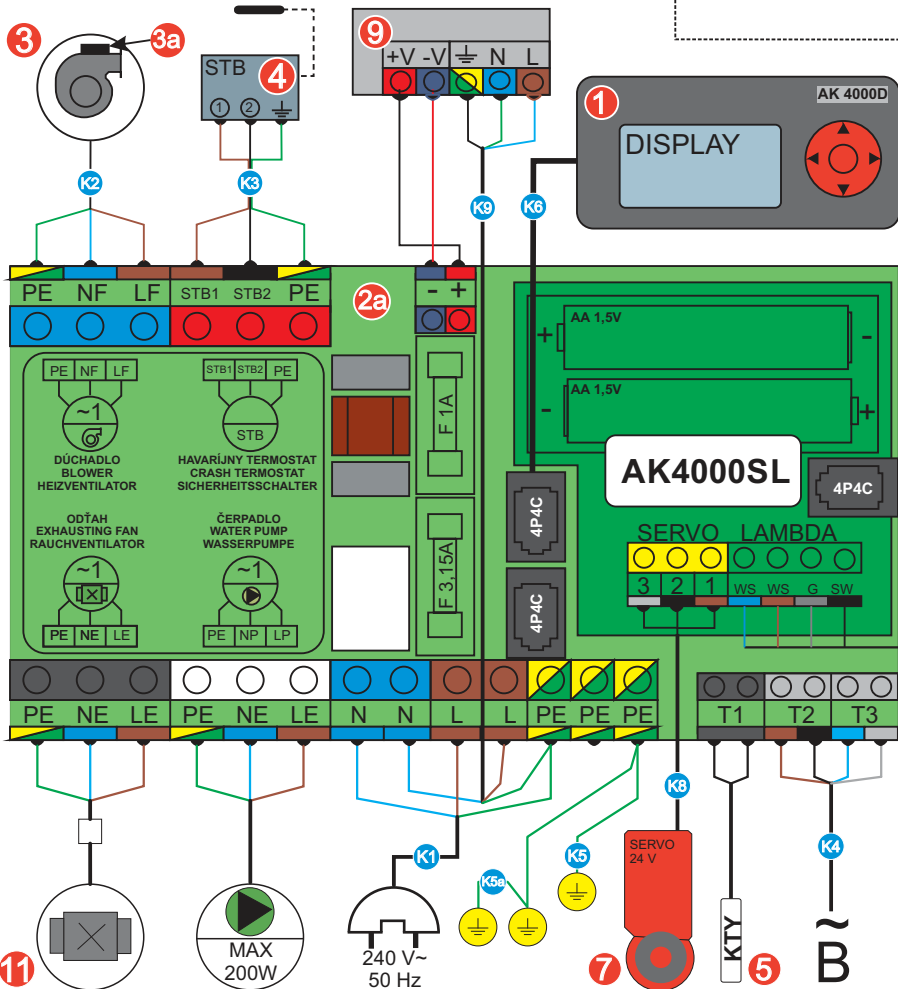 3
3a
STB
4
1 2
K2
K3
9
+V -V N L
K9
K6
1
AK 4000D
DISPLAY
PE NF LF STB1 STB2 PE
2a
- +
PE NF LF
~1
DÚCHADLO
BLOWER
HEIZVENTILATOR
STB1 STB2 PE
STB
HAVARÍJNY TERMOSTAT
CRASH TERMOSTAT
SICHERHEITSSCHALTER
ODŤAH
EXHAUSTING FAN
RAUCHVENTILATOR
~1
PE NE LE
ČERPADLO
WATER PUMP
WASSERPUMPE
~1
PE NP LP
F 1A
F 3,15A
4P4C
4P4C
+ AA 1,5V -
- AA 1,5V +
AK4000SL
4P4C
SERVO LAMBDA
3 2 1 WS WS G SW
PE NE LE PE NE LE N N L L PE PE PE
T1 T2 T3
K1
K5a
K5
K8
K4
11
MAX
200W
240 V~
50 Hz
SERVO
24 V
7
KTY
5
~
B